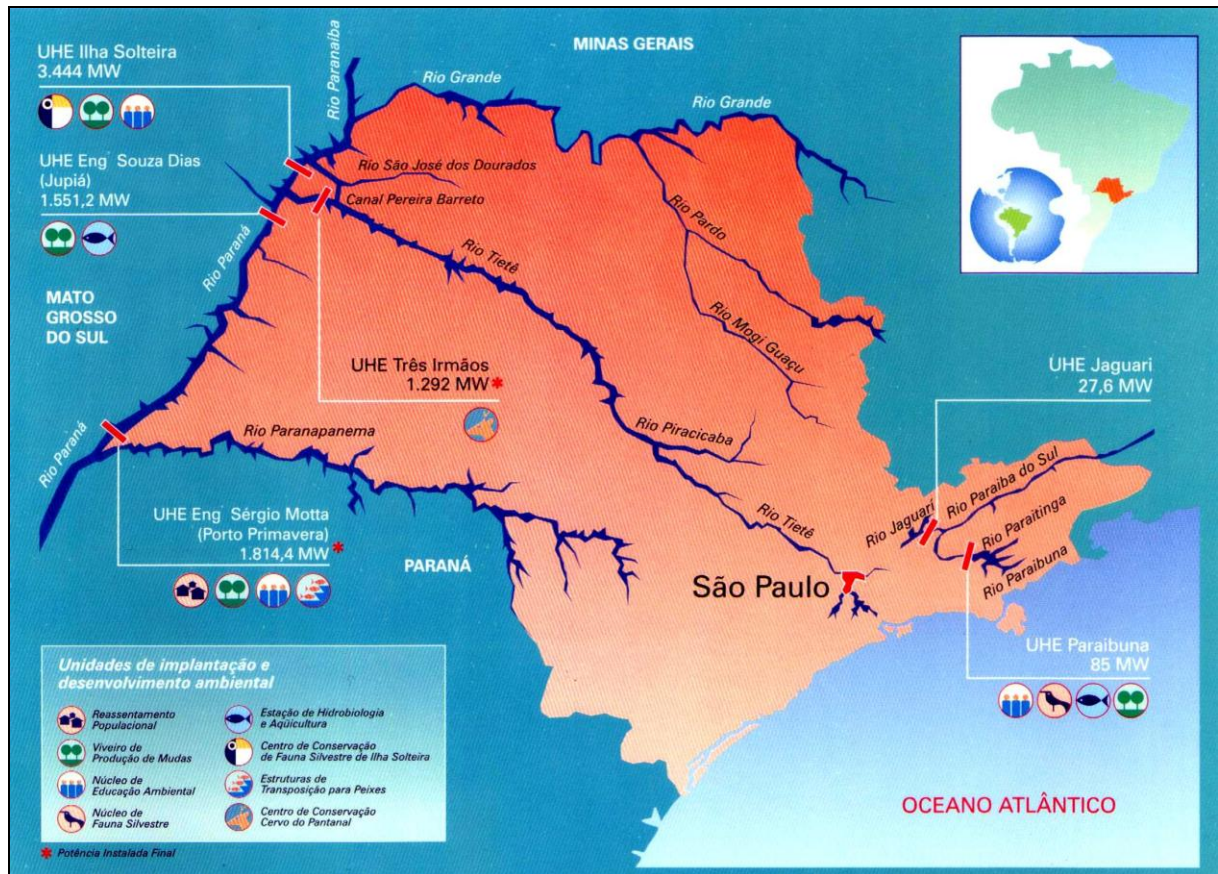 UHE Ilha Solteira
3.444 MW
UHE Eng Souza Dias
(Jupiá)
1.551,2 MW
MINAS GERAIS
Rio Paranaíba
Rio Grande
Rio Grande
Rio São José dos Dourados
Canal Pereira Barreto
Rio Pardo
Rio Tietê
Rio Paraná
Rio Mogi Guaçu
MATO
GROSSO
DO SUL
UHE Três Irmãos
1.292 MW *
UHE Jaguari
27,6 MW
Rio Piracicaba
Rio Paranapanema
Rio Paraná
Rio Tietê
Rio Jaguari
Rio Paraiba do Sul
Rio Paraitinga
Rio Paraibuna
UHE Eng Sérgio Motta
(Porto Primavera)
1.814,4 MW *
PARANÁ
São Paulo
UHE Paraibuna
85 MW
Unidades de implantação e
desenvolvimento ambiental
Reassentamento
Populacional
Viveiro de
Produção de Mudas
Núcleo de
Educação Ambiental
Núcleo de
Fauna Silvestre
Estação de Hidrobiologia
e Aqüicultura
Centro de Conservação
de Fauna Silvestre de Ilha Solteira
Estruturas de
Transposição para Peixes
Centro de Conservação
Cervo do Pantanal
* Potência Instalada Final
OCEANO ATLÂNTICO